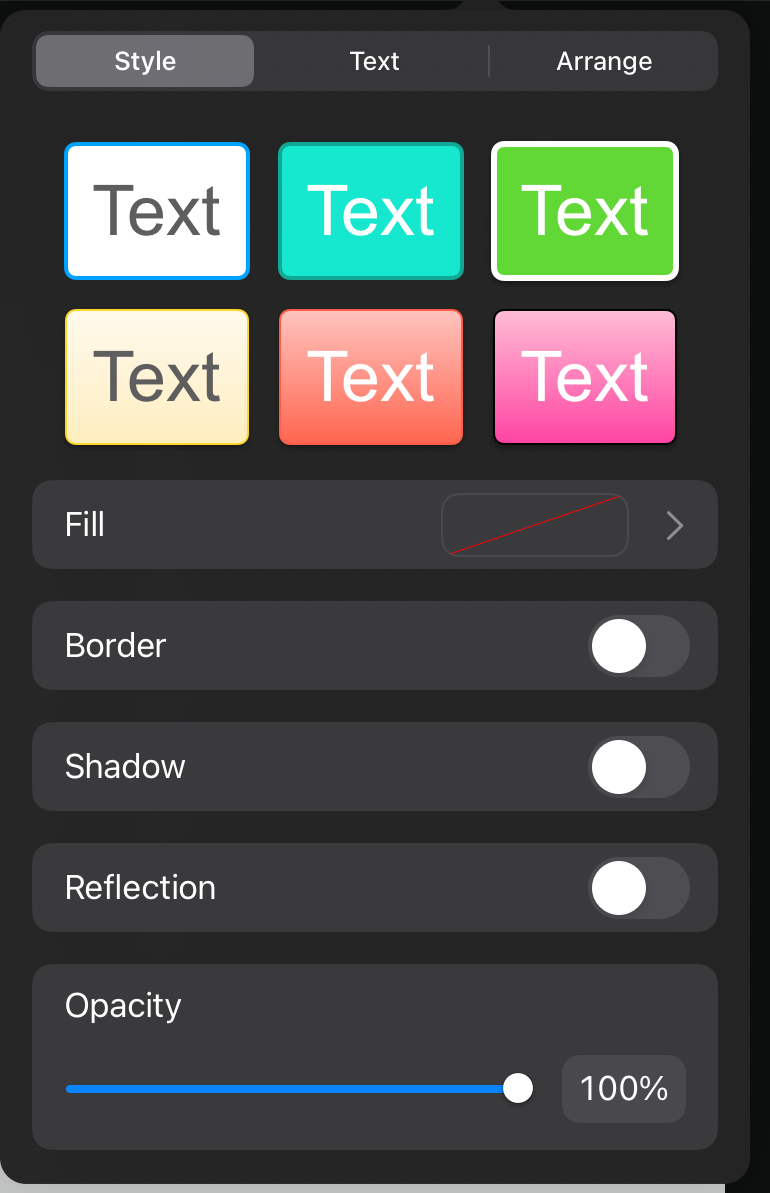 Style Text Arrange
Text Text Text
Text Text Text
Fill
Border
Shadow
Reflection
Opacity
100%